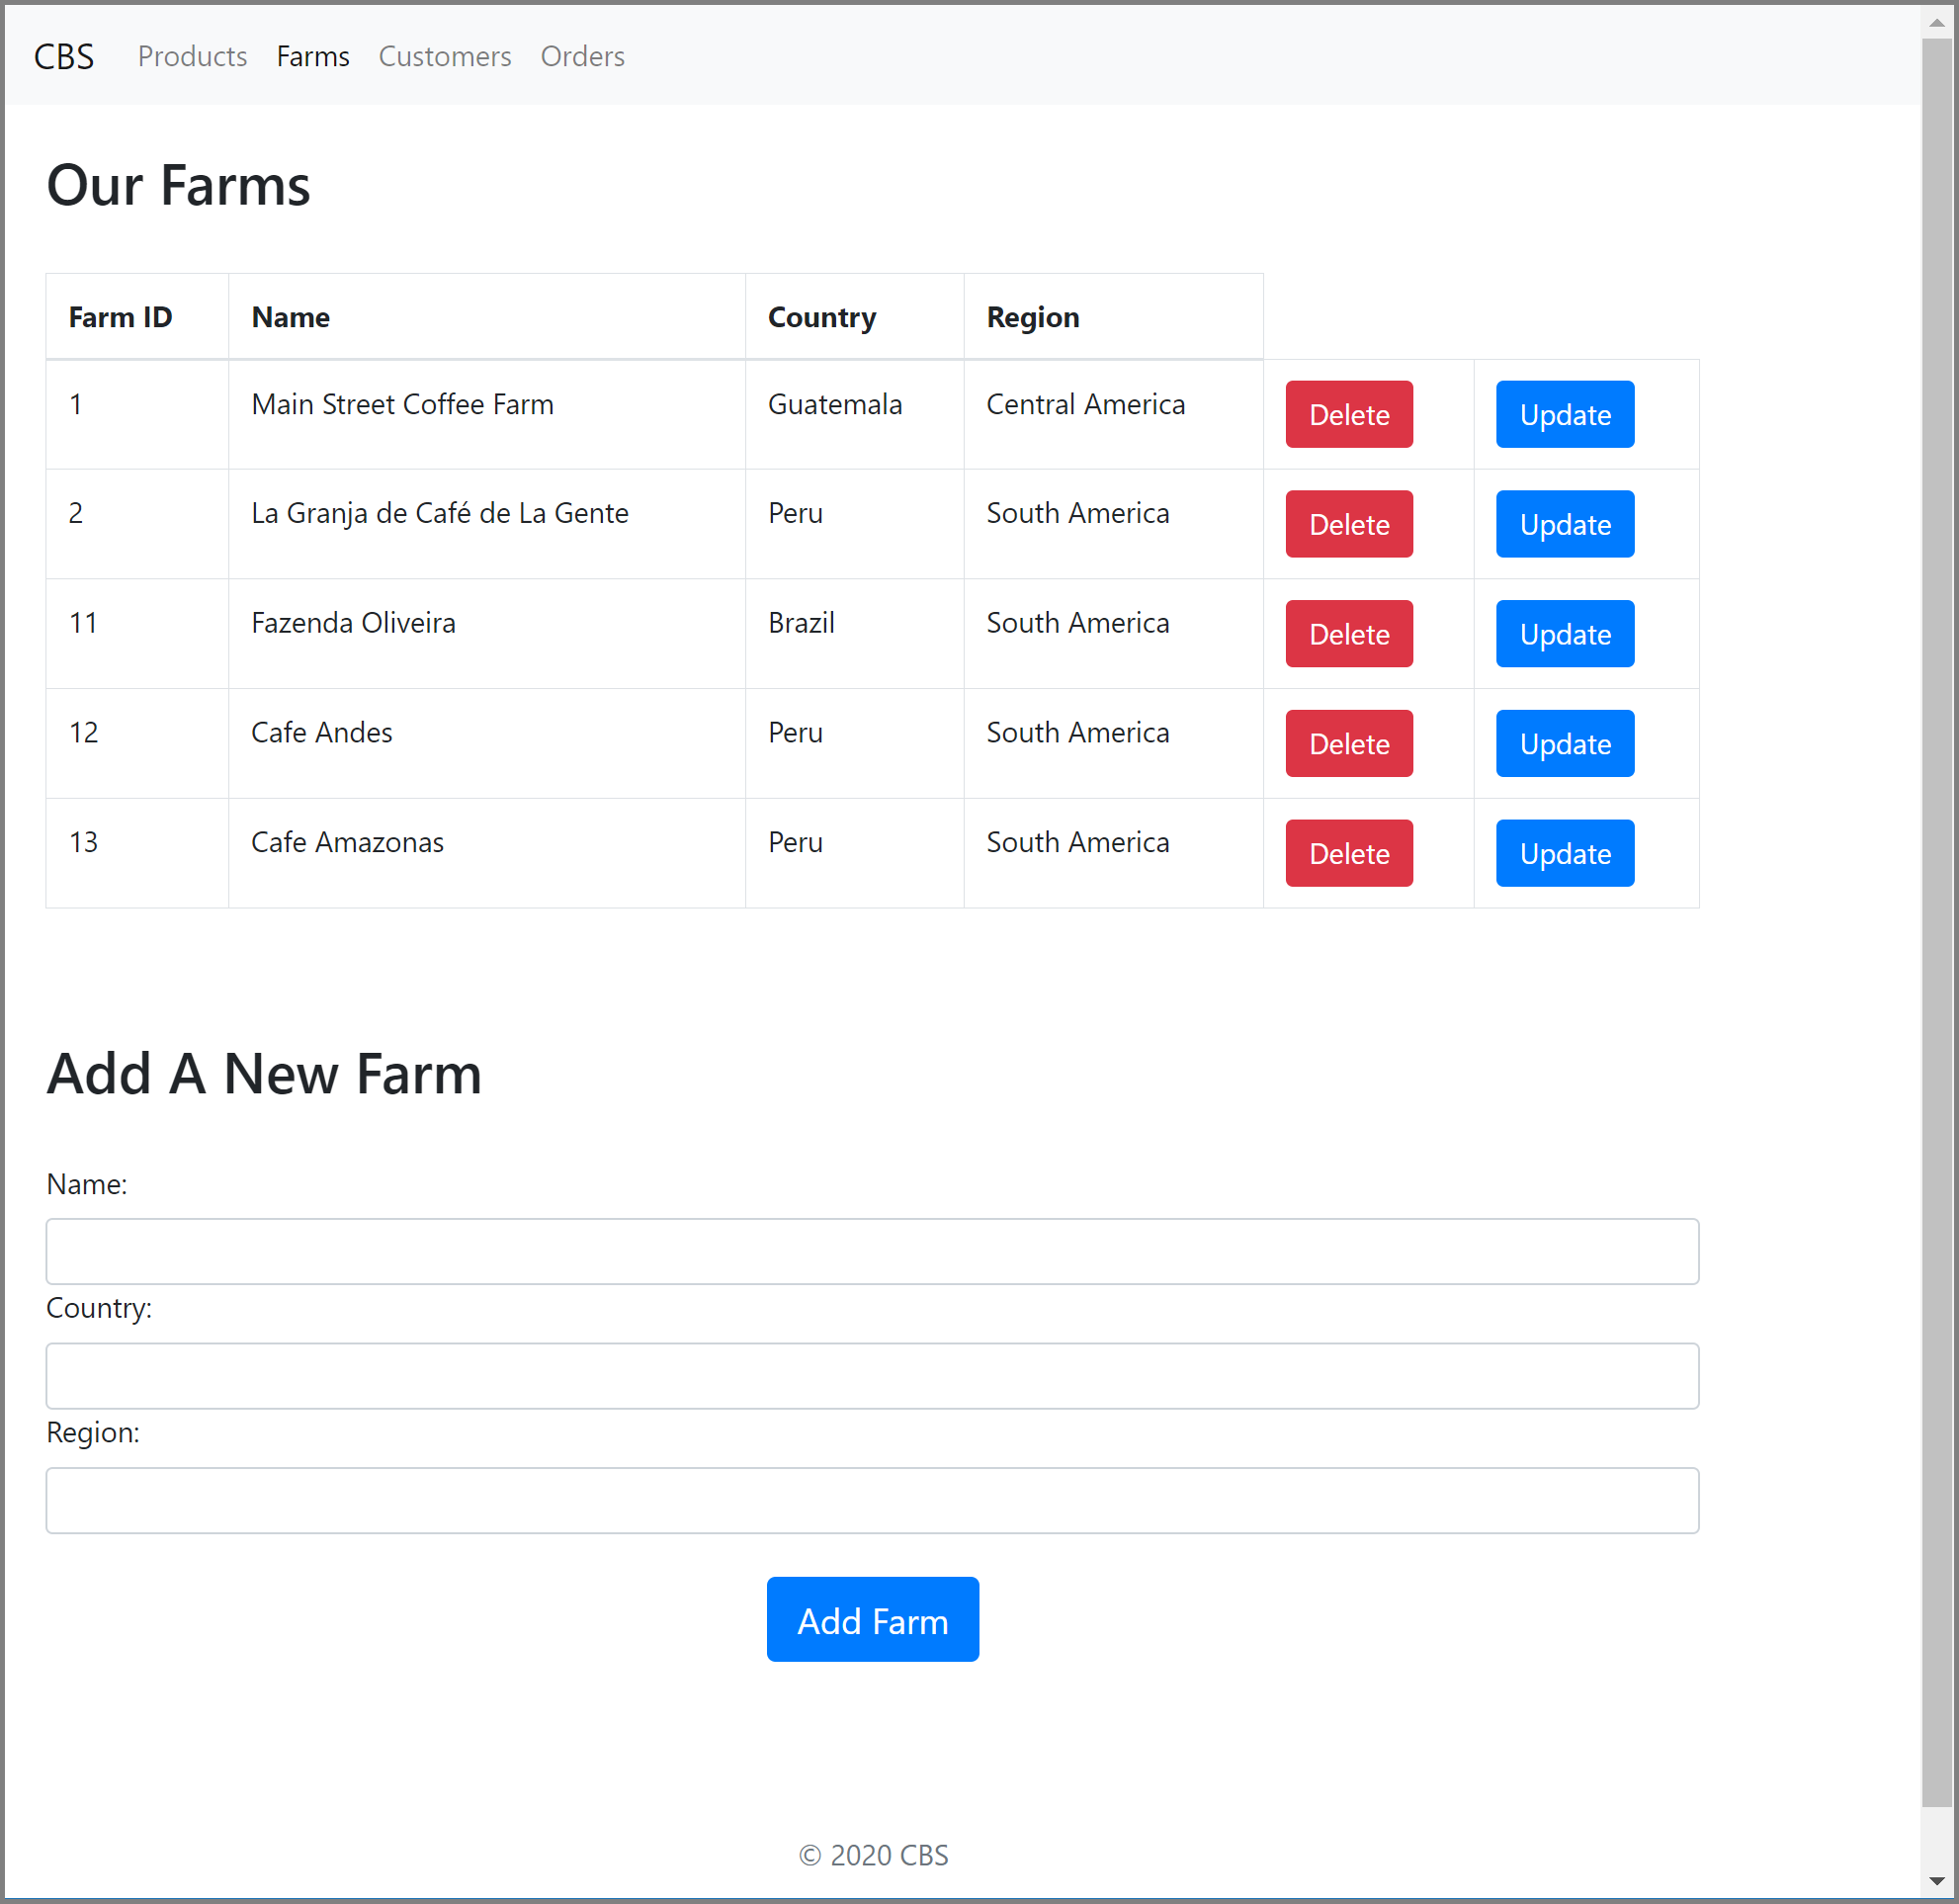 CBS Products Farms Customers Orders
Our Farms
Farm ID Name Country Region
1 Main Street Coffee Farm Guatemala Central America Delete Update
2 La Granja de Café de La Gente Peru South America Delete Update
11 Fazenda Oliveira Brazil South America Delete Update
12 Cafe Andes Peru South America Delete Update
13 Cafe Amazonas Peru South America Delete Update
Add A New Farm
Name:
Country:
Region:
Add Farm
© 2020 CBS